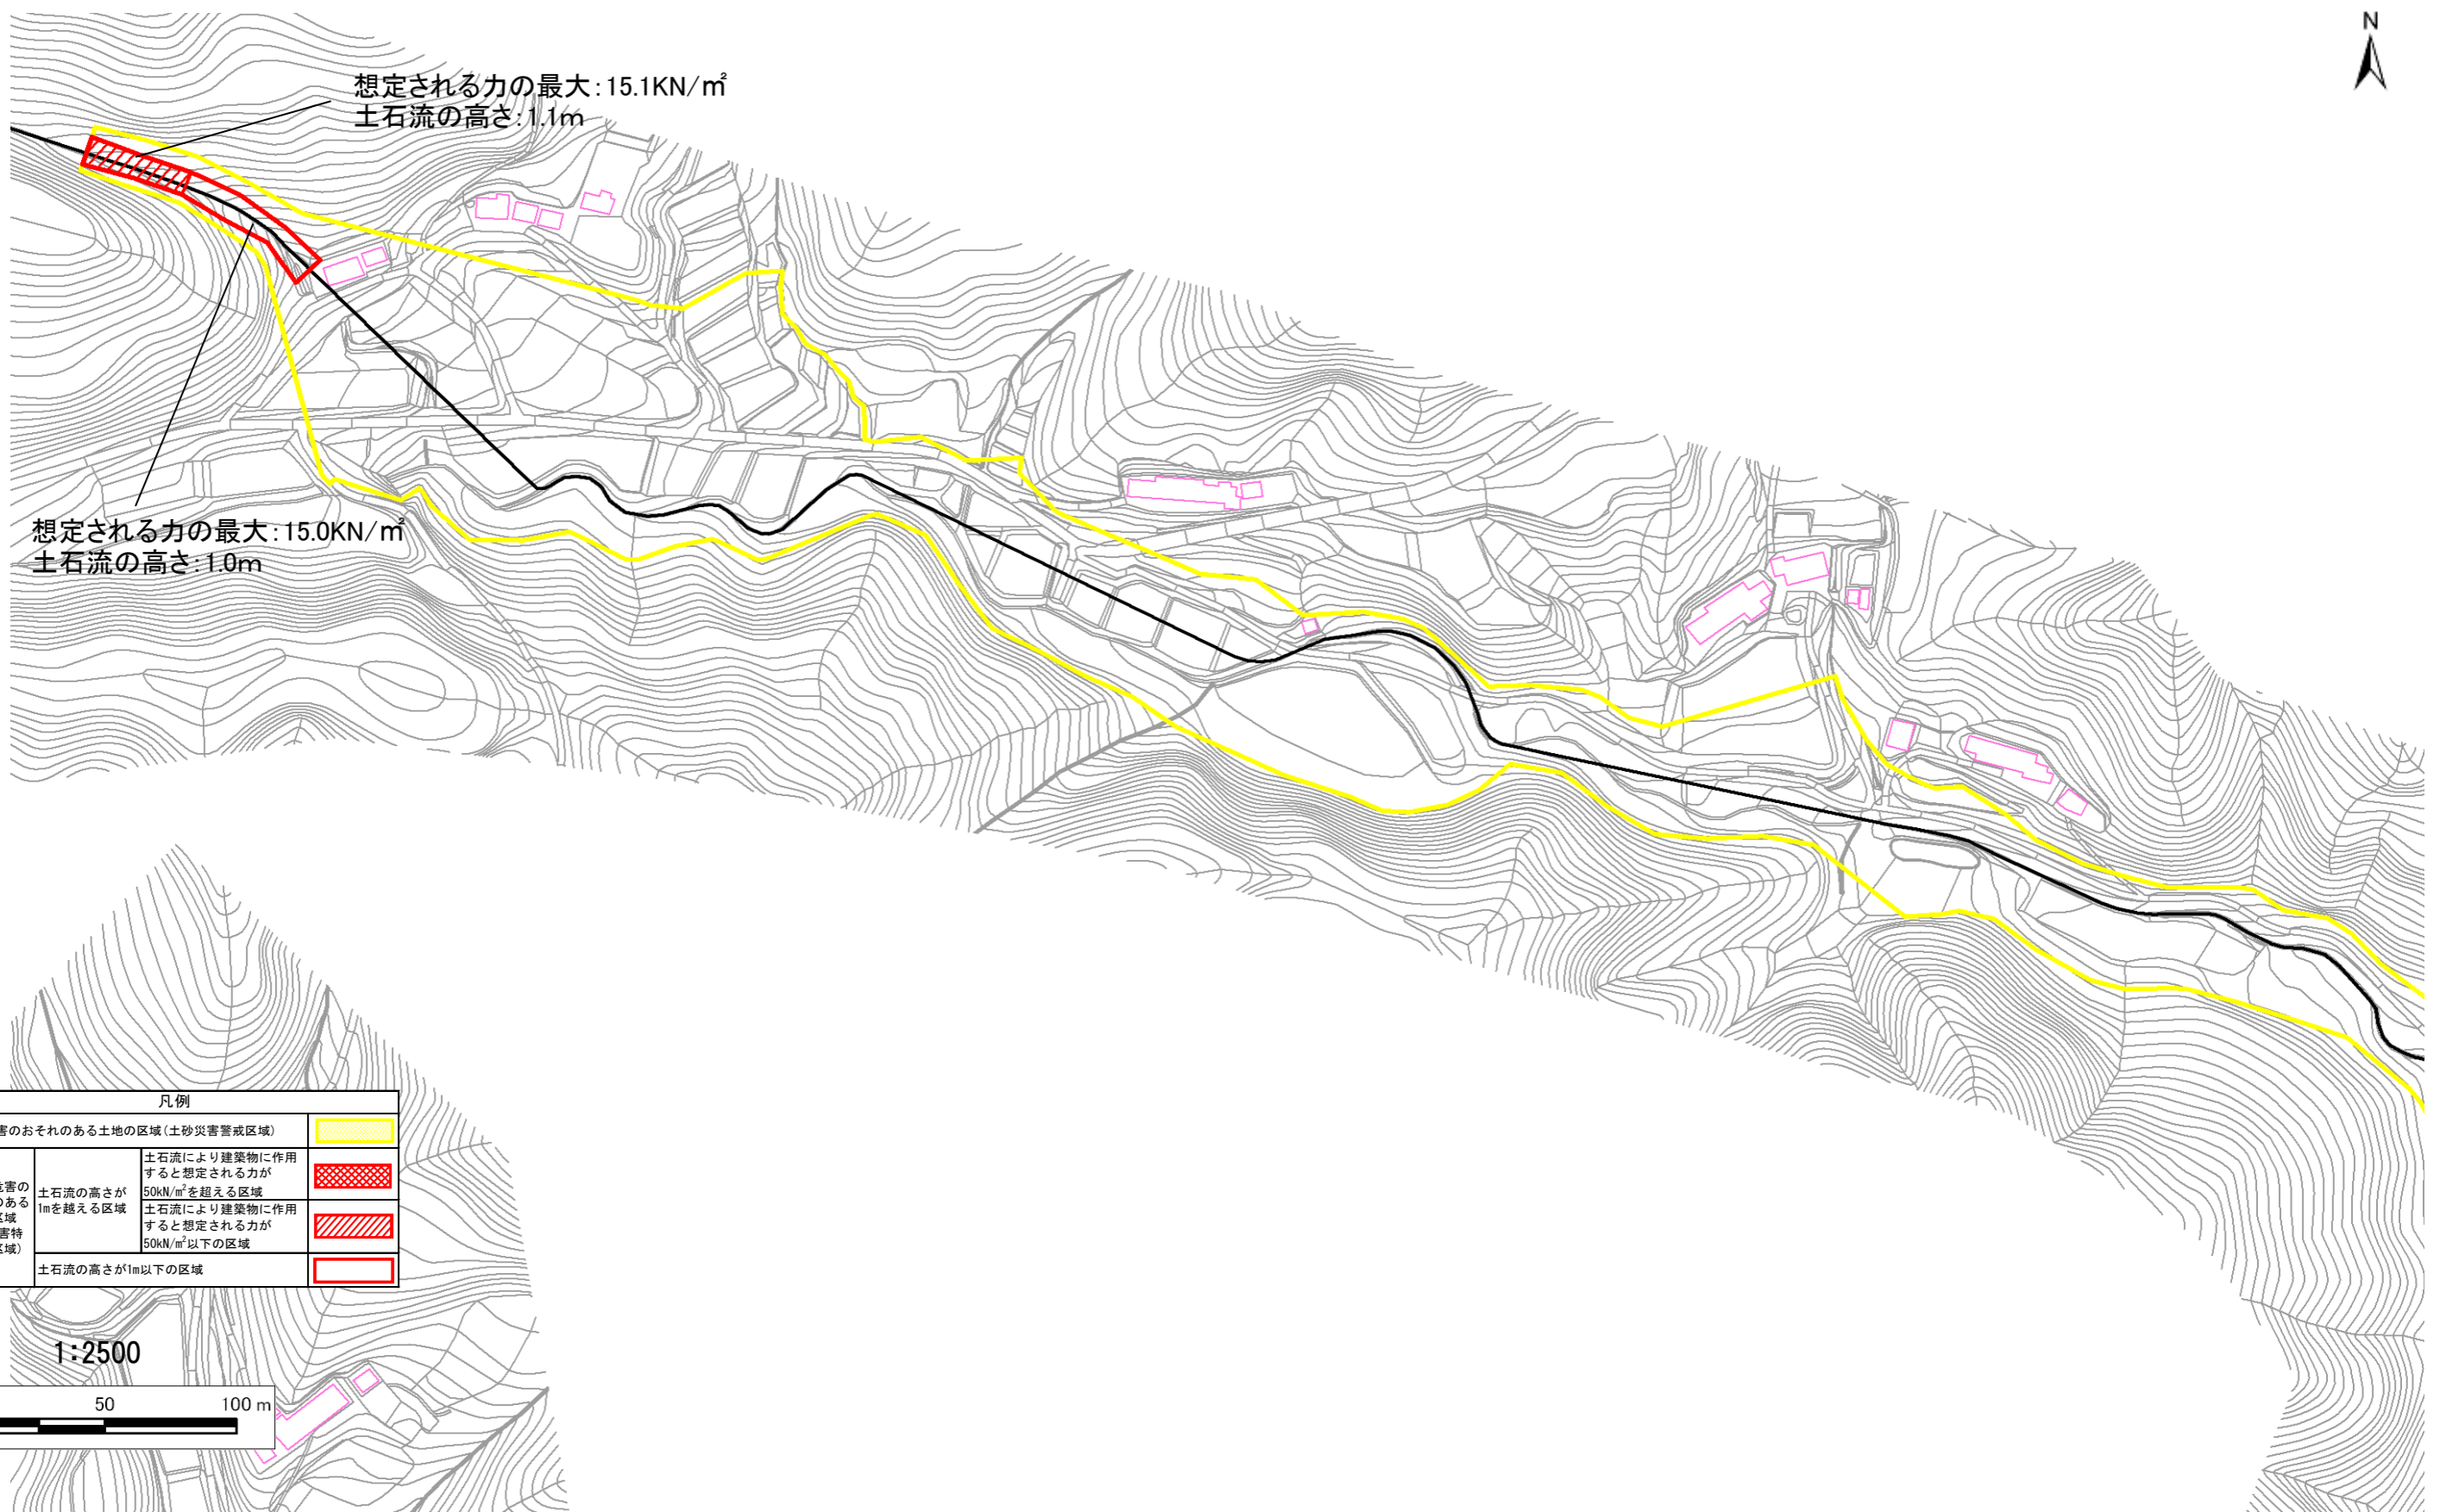 N
想定される力の最大:15.1KN/㎡
土石流の高さ:1.1m
想定される力の最大:15.0KN/㎡
土石流の高さ:1.0m
凡例
害のおそれのある土地の区域(土砂災害警戒区域)
土石流により建築物に作用
すると想定される力が
50kN/m²を超える区域
害の
のある
区域
害特
区域)
土石流の高さが
1mを越える区域
土石流により建築物に作用
すると想定される力が
50kN/m²以下の区域
土石流の高さが1m以下の区域
1:2500
50
100 m